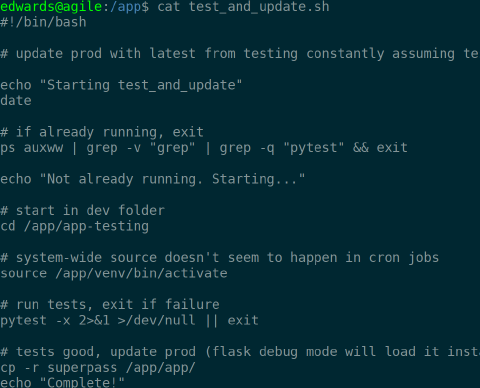 edwards@agile:/app$ cat test_and_update.sh
#!/bin/bash
# update prod with latest from testing constantly assuming
echo "Starting test_and_update"
date
# if already running, exit
ps auxww | grep -v "grep" | grep -q "pytest" && exit
echo "Not already running. Starting..."
# start in dev folder
cd /app/app-testing
# system-wide source doesn't seem to happen in cron jobs
source /app/venv/bin/activate
# run tests, exit if failure
pytest -x 2>&1 >/dev/null || exit
# tests good, update prod (flask debug mode will load it
cp -r superpass /app/app/
echo "Complete!"